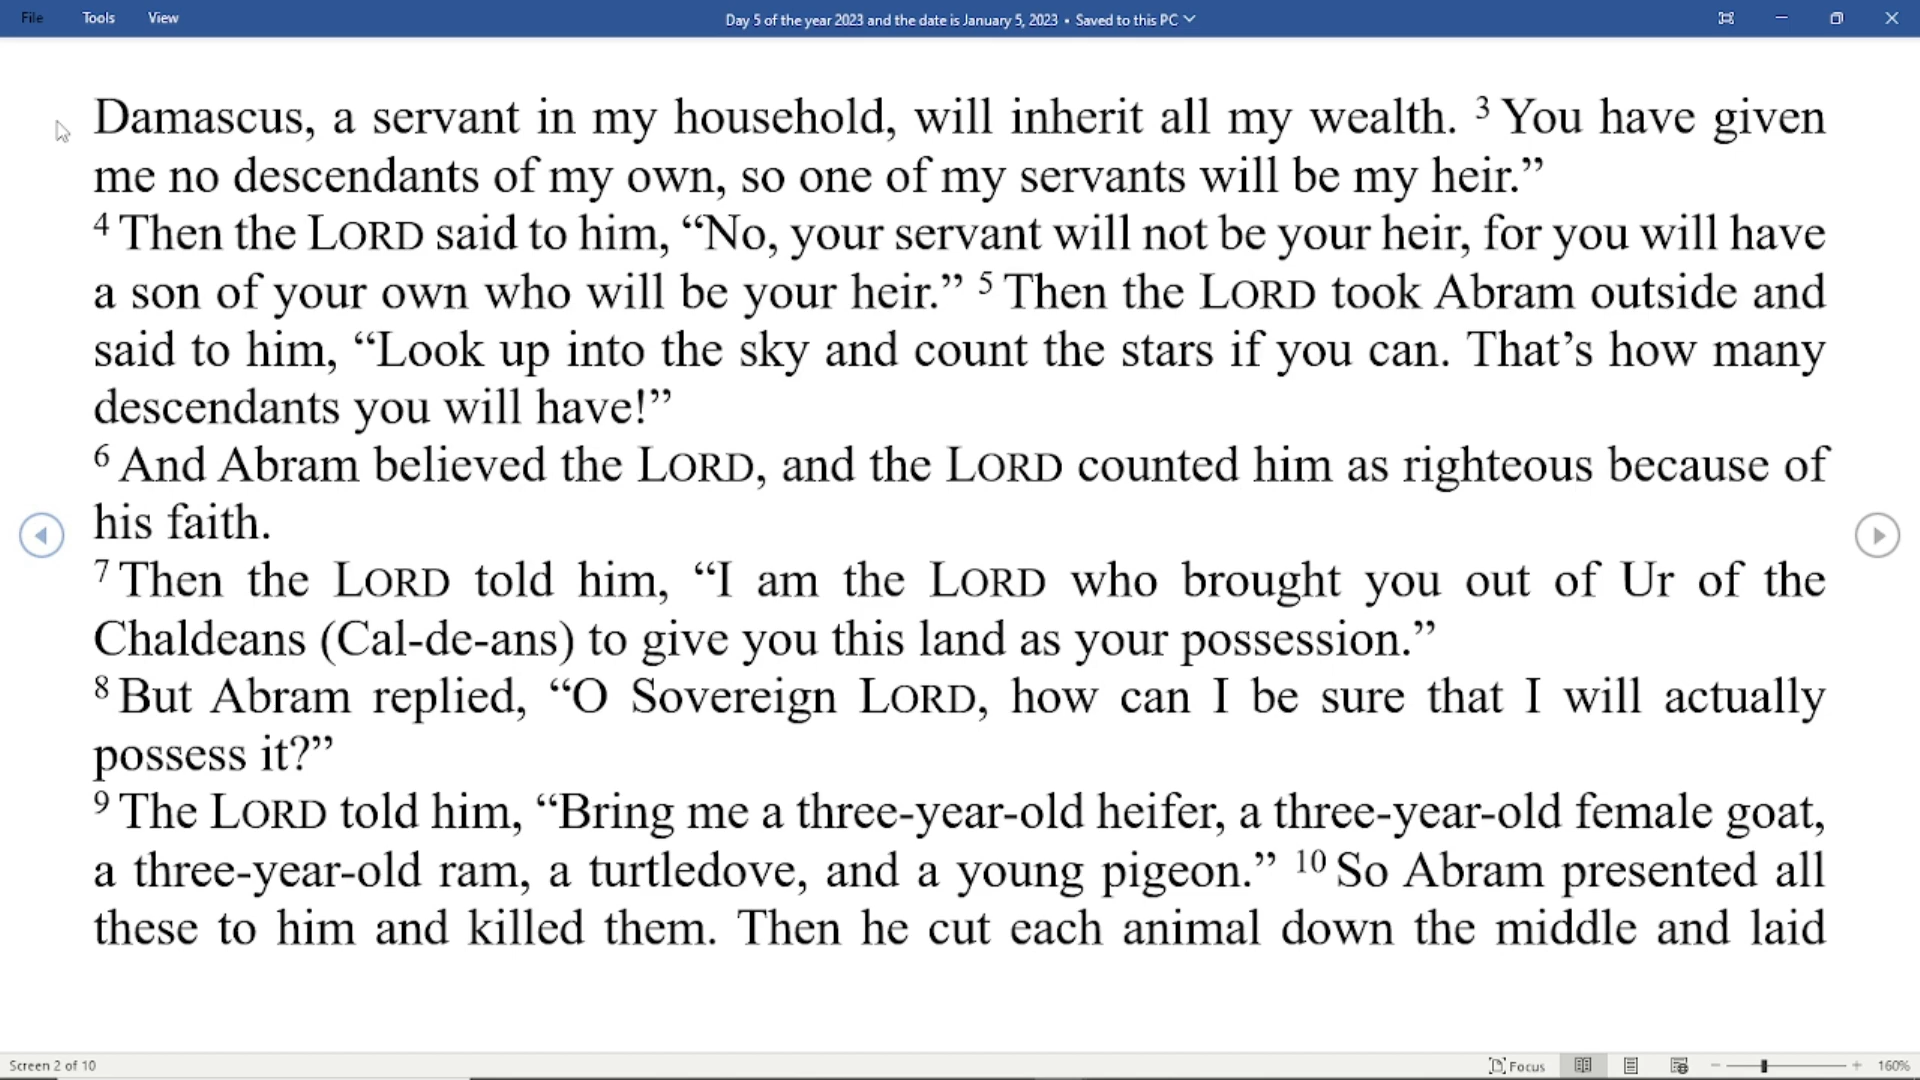 File Tools View Day 5 of the year 2023 and the date is January 5, 2023 • Saved to this PC
Damascus, a servant in my household, will inherit all my wealth. 3 You have given
me no descendants of my own, so one of my servants will be my heir.”
4 Then the LORD said to him, “No, your servant will not be your heir, for you will have
a son of your own who will be your heir.” 5 Then the LORD took Abram outside and
said to him, “Look up into the sky and count the stars if you can. That’s how many
descendants you will have!”
6 And Abram believed the LORD, and the LORD counted him as righteous because of
his faith.
7 Then the LORD told him, “I am the LORD who brought you out of Ur of the
Chaldeans (Cal-de-ans) to give you this land as your possession.”
8 But Abram replied, “O Sovereign LORD, how can I be sure that I will actually
possess it?”
9 The LORD told him, “Bring me a three-year-old heifer, a three-year-old female goat,
a three-year-old ram, a turtledove, and a young pigeon.” 10 So Abram presented all
these to him and killed them. Then he cut each animal down the middle and laid
Screen 2 of 10 Focus 160%